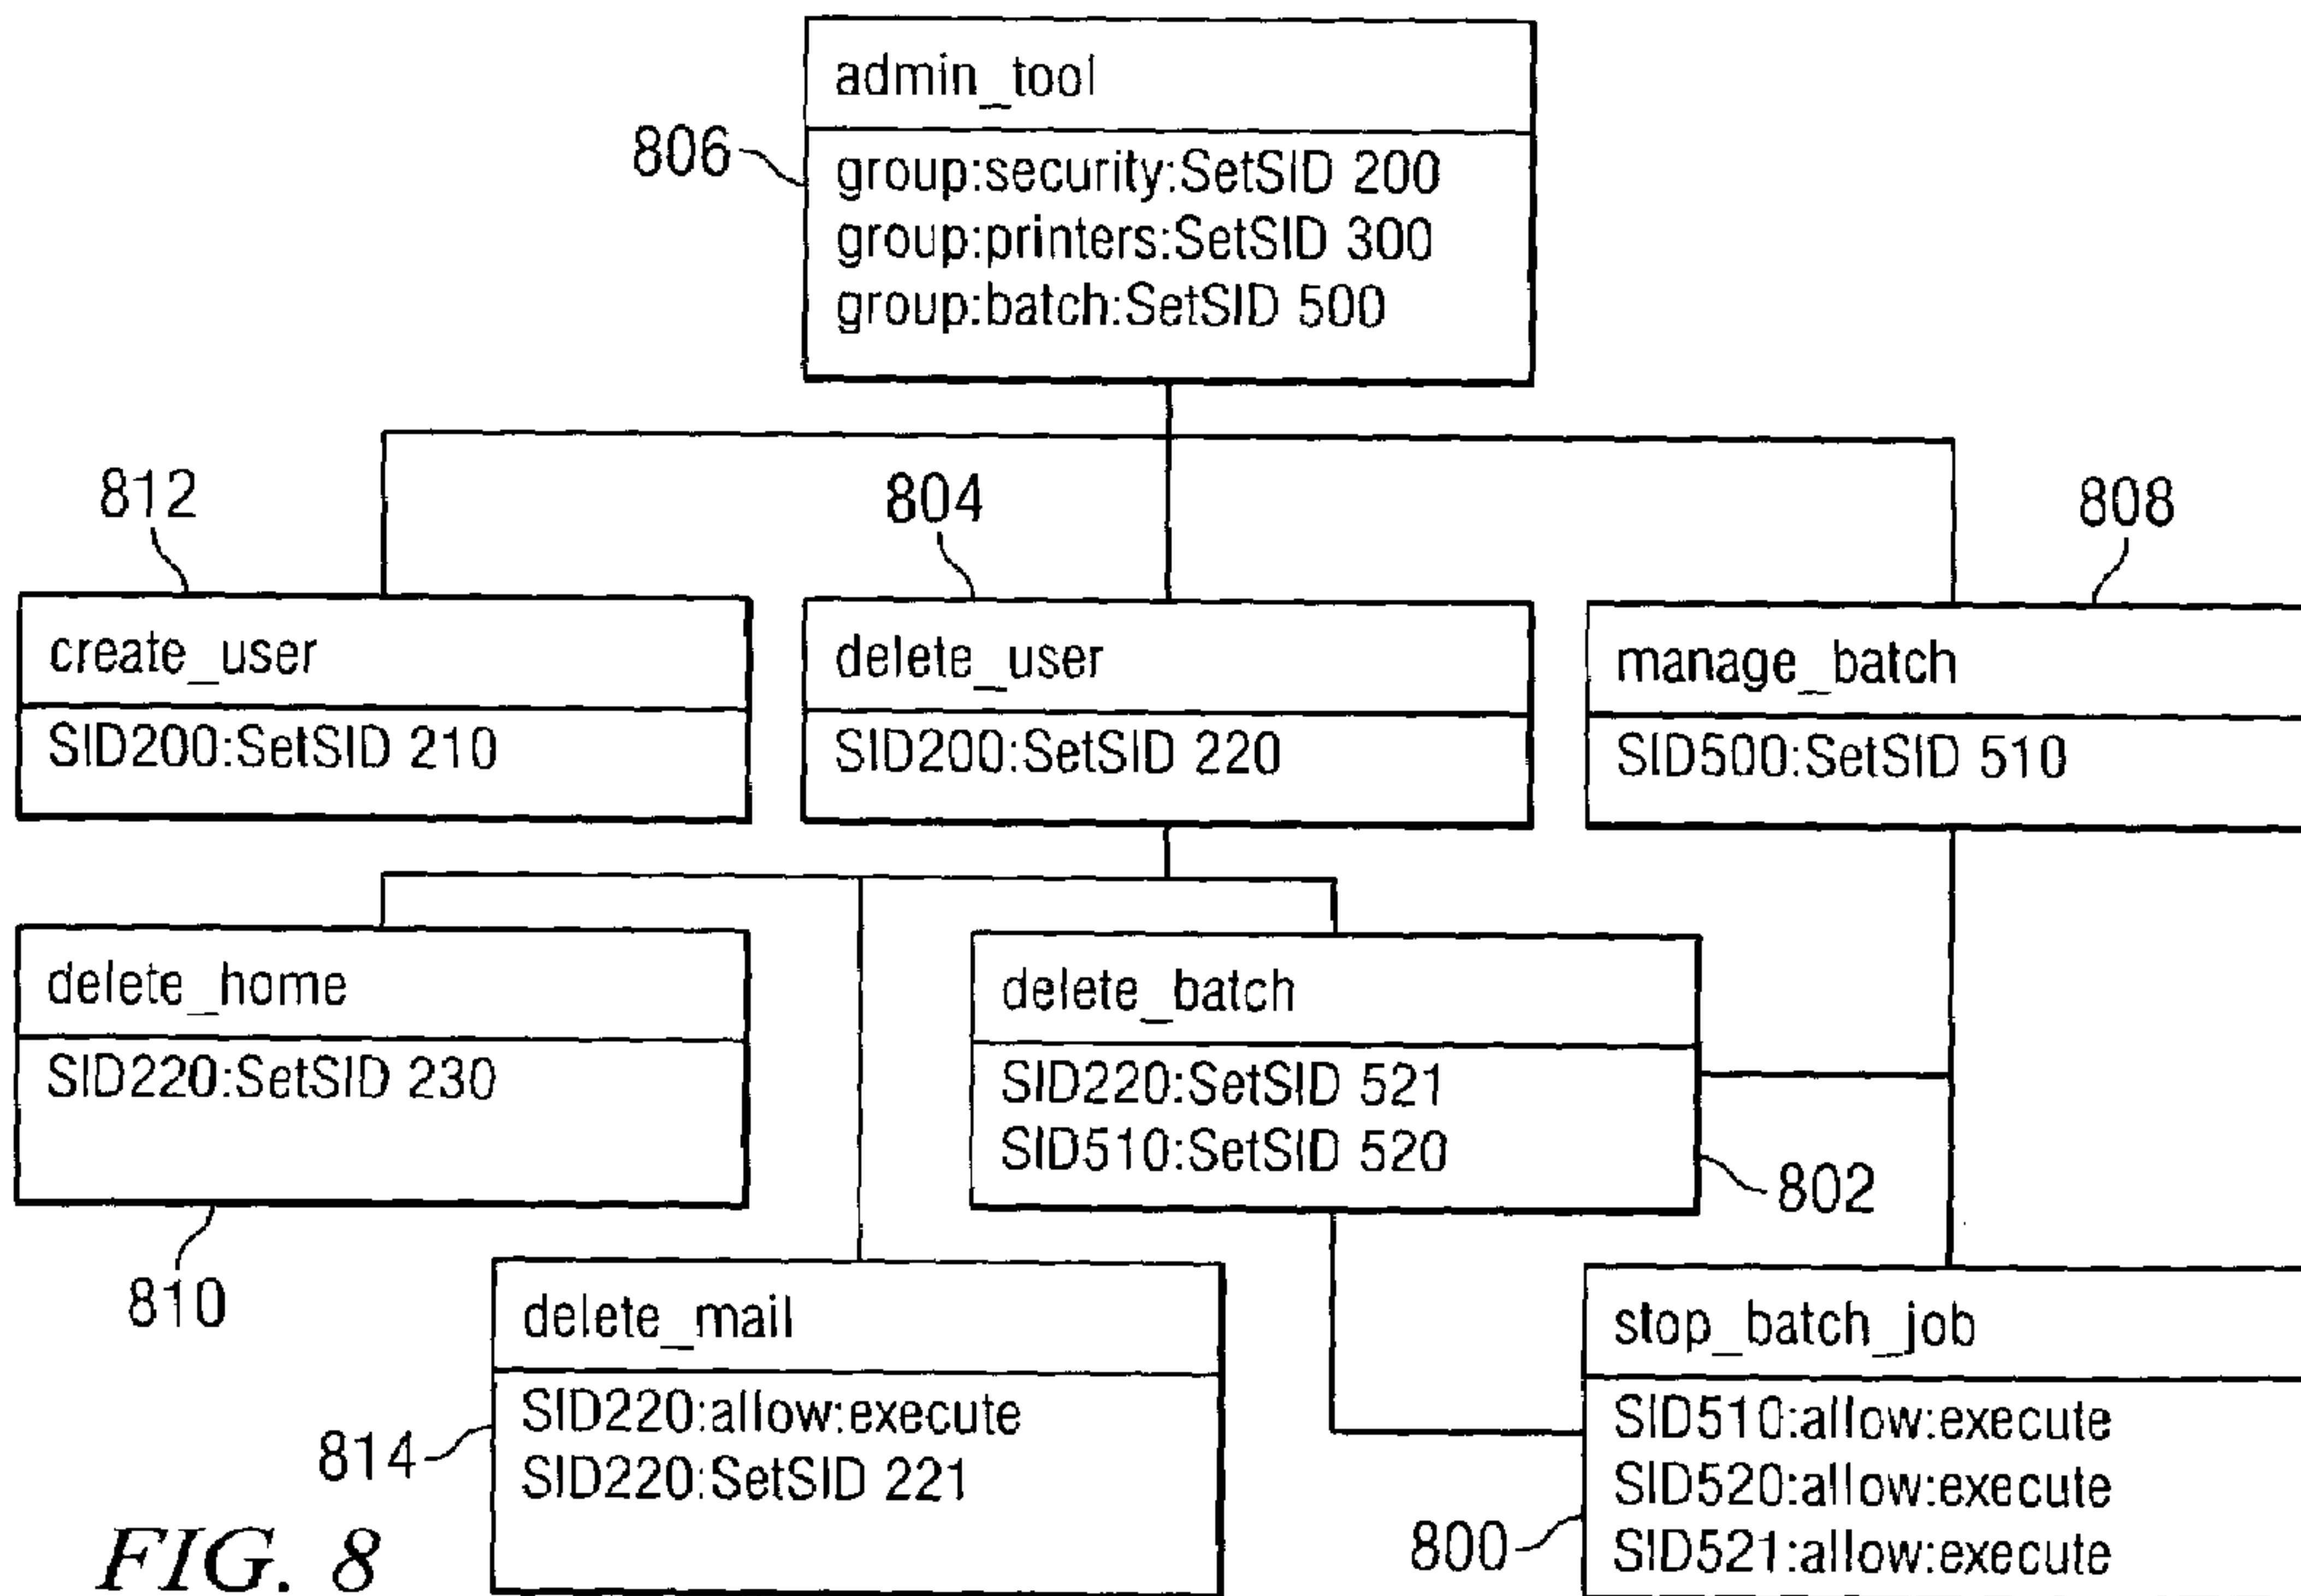 admin_tool
806
group:security:SetSID 200
group:printers:SetSID 300
group:batch:SetSID 500
812
804
808
create_user
SID200:SetSID 210
delete_user
SID200:SetSID 220
manage_batch
SID500:SetSID 510
delete_home
SID220:SetSID 230
810
delete_batch
SID220:SetSID 521
SID510:SetSID 520
802
delete_mail
SID220:allow:execute
SID220:SetSID 221
814
stop_batch_job
SID510:allow:execute
SID520:allow:execute
SID521:allow:execute
800
FIG. 8